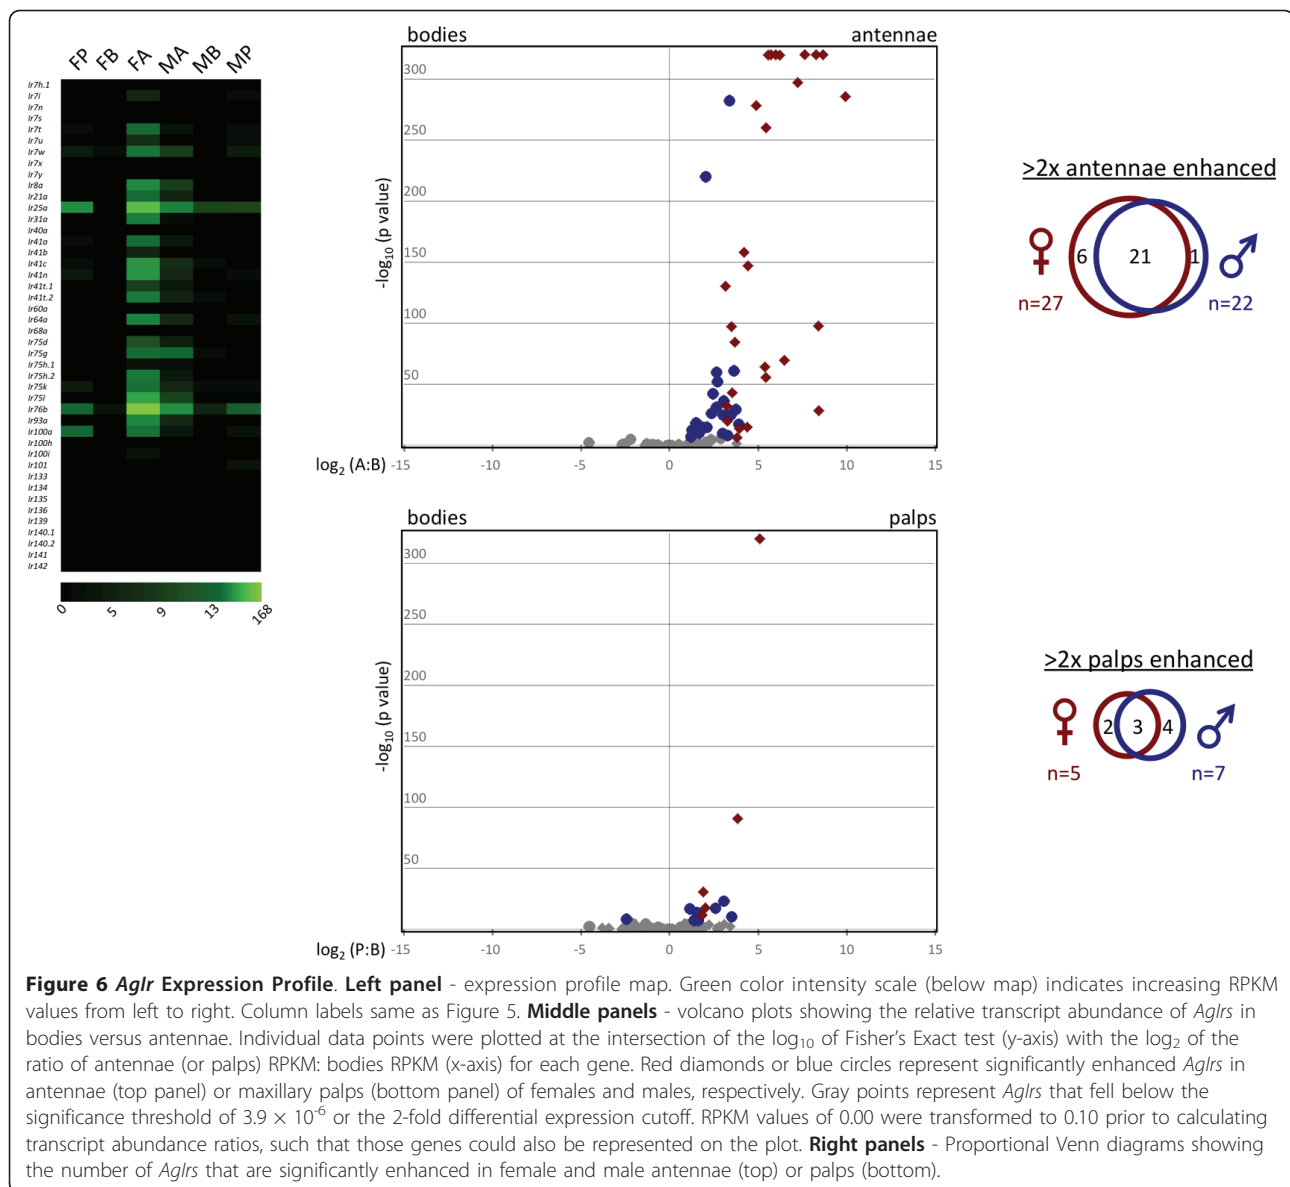 FP FB FA MA MB MP
Ir7h.1
Ir7i
Ir7n
Ir7s
Ir7t
Ir7u
Ir7w
Ir7x
Ir7y
Ir8a
Ir21a
Ir25a
Ir31a
Ir40a
Ir41a
Ir41b
Ir41c
Ir41n
Ir41t.1
Ir41t.2
Ir60a
Ir64a
Ir68a
Ir75d
Ir75g
Ir75h.1
Ir75h.2
Ir75k
Ir75l
Ir76b
Ir93a
Ir100a
Ir100h
Ir100i
Ir101
Ir133
Ir134
Ir135
Ir136
Ir139
Ir140.1
Ir140.2
Ir141
Ir142
0 5 9 13 168
bodies antennae
300
250
200
150
100
50
-log₁₀ (p value)
log₂ (A:B) -15 -10 -5 0 5 10 15
bodies palps
300
250
200
150
100
50
-log₁₀ (p value)
log₂ (P:B) -15 -10 -5 0 5 10 15
>2x antennae enhanced
♀ 6 21 1 ♂
n=27 n=22
>2x palps enhanced
♀ 2 3 4 ♂
n=5 n=7
Figure 6 AgIr Expression Profile. Left panel - expression profile map. Green color intensity scale (below map) indicates increasing RPKM
values from left to right. Column labels same as Figure 5. Middle panels - volcano plots showing the relative transcript abundance of AgIrs in
bodies versus antennae. Individual data points were plotted at the intersection of the log₁₀ of Fisher's Exact test (y-axis) with the log₂ of the
ratio of antennae (or palps) RPKM: bodies RPKM (x-axis) for each gene. Red diamonds or blue circles represent significantly enhanced AgIrs in
antennae (top panel) or maxillary palps (bottom panel) of females and males, respectively. Gray points represent AgIrs that fell below the
significance threshold of 3.9 × 10⁻⁶ or the 2-fold differential expression cutoff. RPKM values of 0.00 were transformed to 0.10 prior to calculating
transcript abundance ratios, such that those genes could also be represented on the plot. Right panels - Proportional Venn diagrams showing
the number of AgIrs that are significantly enhanced in female and male antennae (top) or palps (bottom).